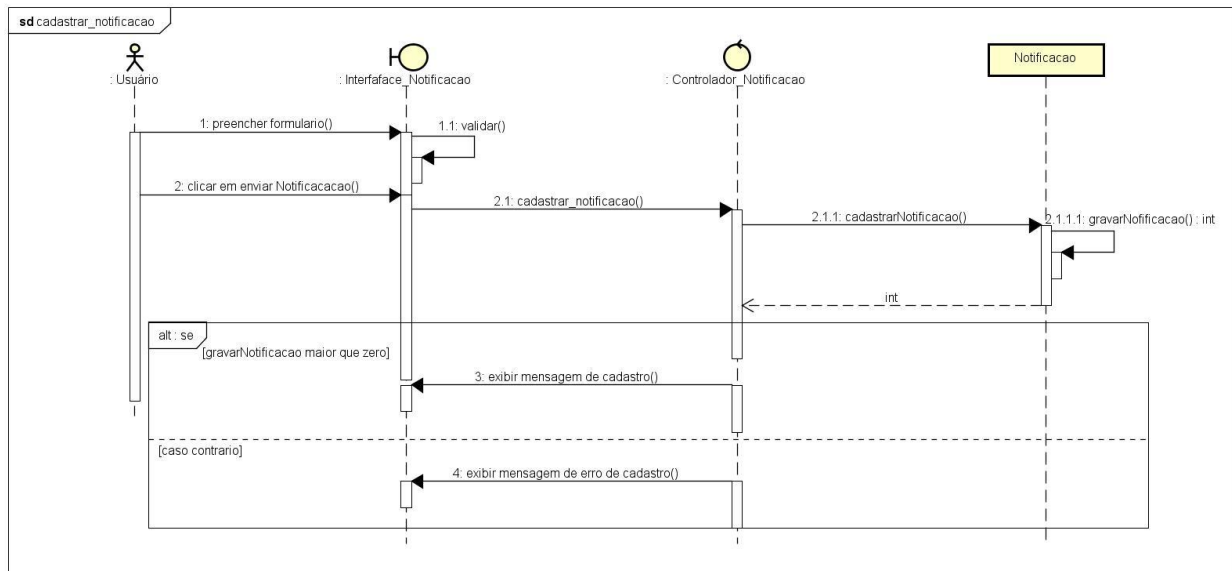 sd cadastrar_notificacao
: Usuário
: Interfaface_Notificacao
: Controlador_Notificacao
Notificacao
1: preencher formulario()
1.1: validar()
2: clicar em enviar Notificacacao()
2.1: cadastrar_notificacao()
2.1.1: cadastrarNotificacao()
2.1.1.1: gravarNofificacao() : int
int
alt : se
[gravarNotificacao maior que zero]
3: exibir mensagem de cadastro()
[caso contrario]
4: exibir mensagem de erro de cadastro()